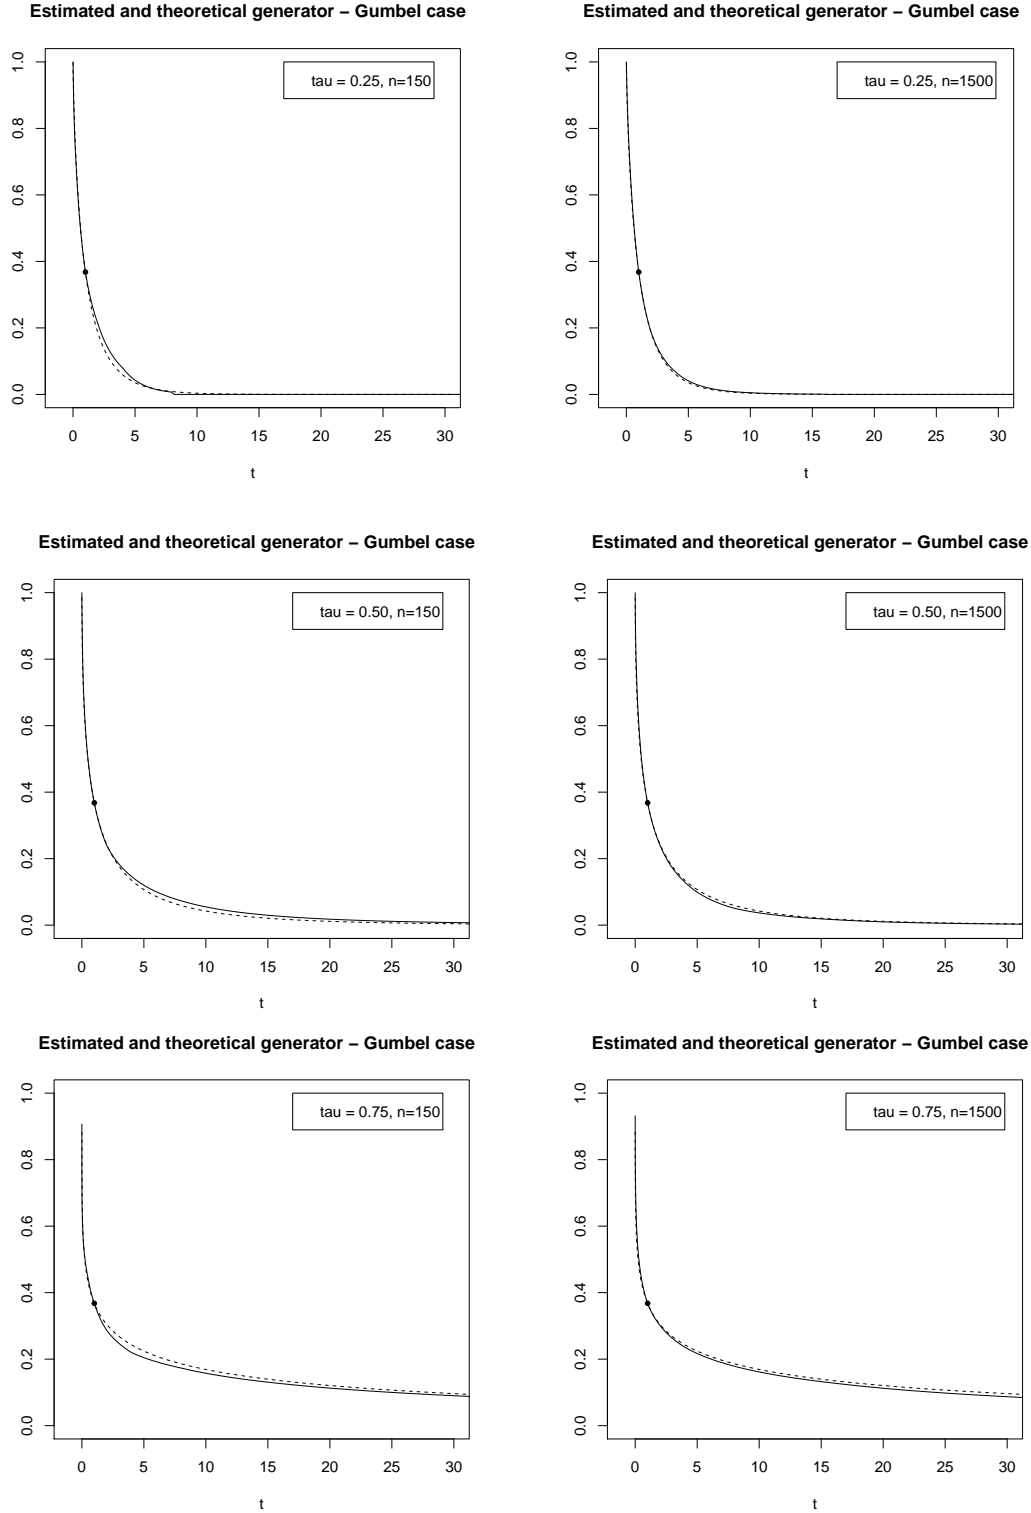 Estimated and theoretical generator – Gumbel case
tau = 0.25, n=150
1.0
0.8
0.6
0.4
0.2
0.0
0 5 10 15 20 25 30
t
Estimated and theoretical generator – Gumbel case
tau = 0.25, n=1500
1.0
0.8
0.6
0.4
0.2
0.0
0 5 10 15 20 25 30
t
Estimated and theoretical generator – Gumbel case
tau = 0.50, n=150
1.0
0.8
0.6
0.4
0.2
0.0
0 5 10 15 20 25 30
t
Estimated and theoretical generator – Gumbel case
tau = 0.50, n=1500
1.0
0.8
0.6
0.4
0.2
0.0
0 5 10 15 20 25 30
t
Estimated and theoretical generator – Gumbel case
tau = 0.75, n=150
1.0
0.8
0.6
0.4
0.2
0.0
0 5 10 15 20 25 30
t
Estimated and theoretical generator – Gumbel case
tau = 0.75, n=1500
1.0
0.8
0.6
0.4
0.2
0.0
0 5 10 15 20 25 30
t